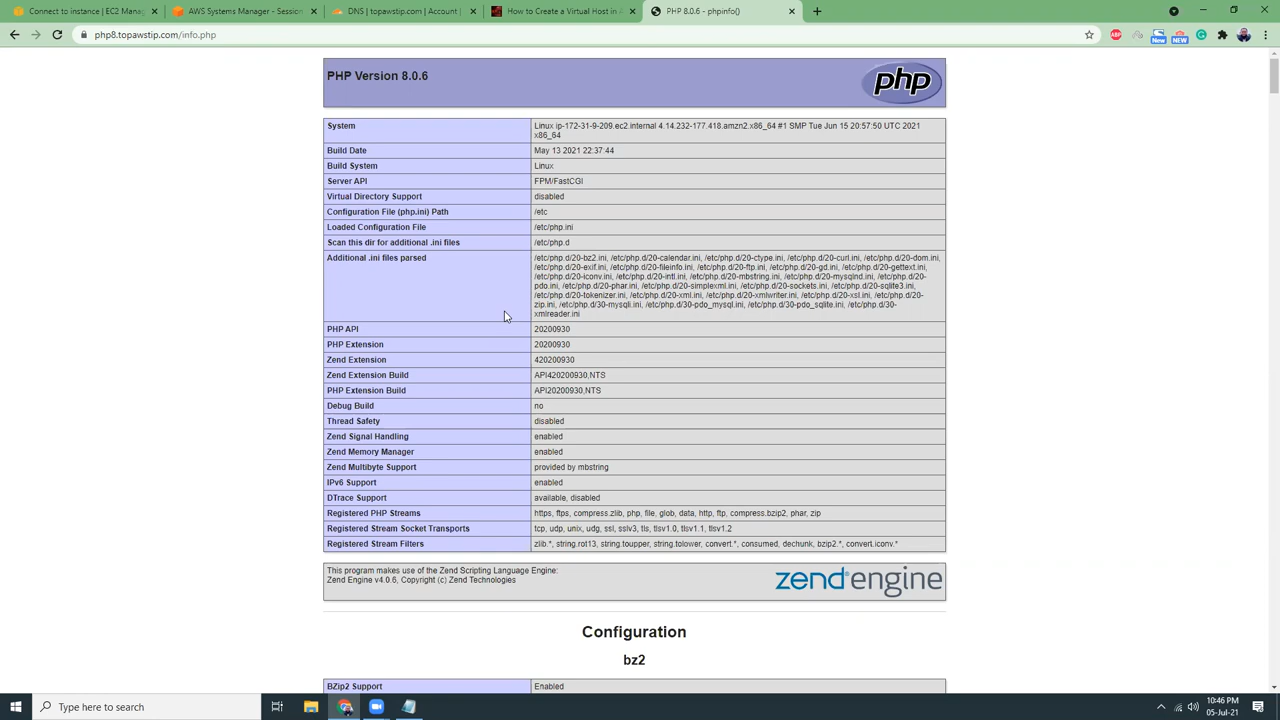 Connect to instance | EC2 Manag
AWS Systems Manager - Session
DNS | topawstip.com | Account |
How to Create a Virtual Host in A
PHP 8.0.6 - phpinfo()
php8.topawstip.com/info.php
ABP
New
NEW
PHP Version 8.0.6
php
System Linux ip-172-31-9-209.ec2.internal 4.14.232-177.418.amzn2.x86_64 #1 SMP Tue Jun 15 20:57:50 UTC 2021
x86_64
Build Date May 13 2021 22:37:44
Build System Linux
Server API FPM/FastCGI
Virtual Directory Support disabled
Configuration File (php.ini) Path /etc
Loaded Configuration File /etc/php.ini
Scan this dir for additional .ini files /etc/php.d
Additional .ini files parsed /etc/php.d/20-bz2.ini, /etc/php.d/20-calendar.ini, /etc/php.d/20-ctype.ini, /etc/php.d/20-curl.ini, /etc/php.d/20-dom.ini,
/etc/php.d/20-exif.ini, /etc/php.d/20-fileinfo.ini, /etc/php.d/20-ftp.ini, /etc/php.d/20-gd.ini, /etc/php.d/20-gettext.ini,
/etc/php.d/20-iconv.ini, /etc/php.d/20-intl.ini, /etc/php.d/20-mbstring.ini, /etc/php.d/20-mysqlnd.ini, /etc/php.d/20-
pdo.ini, /etc/php.d/20-phar.ini, /etc/php.d/20-simplexml.ini, /etc/php.d/20-sockets.ini, /etc/php.d/20-sqlite3.ini,
/etc/php.d/20-tokenizer.ini, /etc/php.d/20-xml.ini, /etc/php.d/20-xmlwriter.ini, /etc/php.d/20-xsl.ini, /etc/php.d/20-
zip.ini, /etc/php.d/30-mysqli.ini, /etc/php.d/30-pdo_mysql.ini, /etc/php.d/30-pdo_sqlite.ini, /etc/php.d/30-
xmlreader.ini
PHP API 20200930
PHP Extension 20200930
Zend Extension 420200930
Zend Extension Build API420200930,NTS
PHP Extension Build API20200930,NTS
Debug Build no
Thread Safety disabled
Zend Signal Handling enabled
Zend Memory Manager enabled
Zend Multibyte Support provided by mbstring
IPv6 Support enabled
DTrace Support available, disabled
Registered PHP Streams https, ftps, compress.zlib, php, file, glob, data, http, ftp, compress.bzip2, phar, zip
Registered Stream Socket Transports tcp, udp, unix, udg, ssl, sslv3, tls, tlsv1.0, tlsv1.1, tlsv1.2
Registered Stream Filters zlib.*, string.rot13, string.toupper, string.tolower, convert.*, consumed, dechunk, bzip2.*, convert.iconv.*
This program makes use of the Zend Scripting Language Engine:
Zend Engine v4.0.6, Copyright (c) Zend Technologies
zend®engine
Configuration
bz2
BZip2 Support Enabled
Type here to search
10:46 PM
05-Jul-21